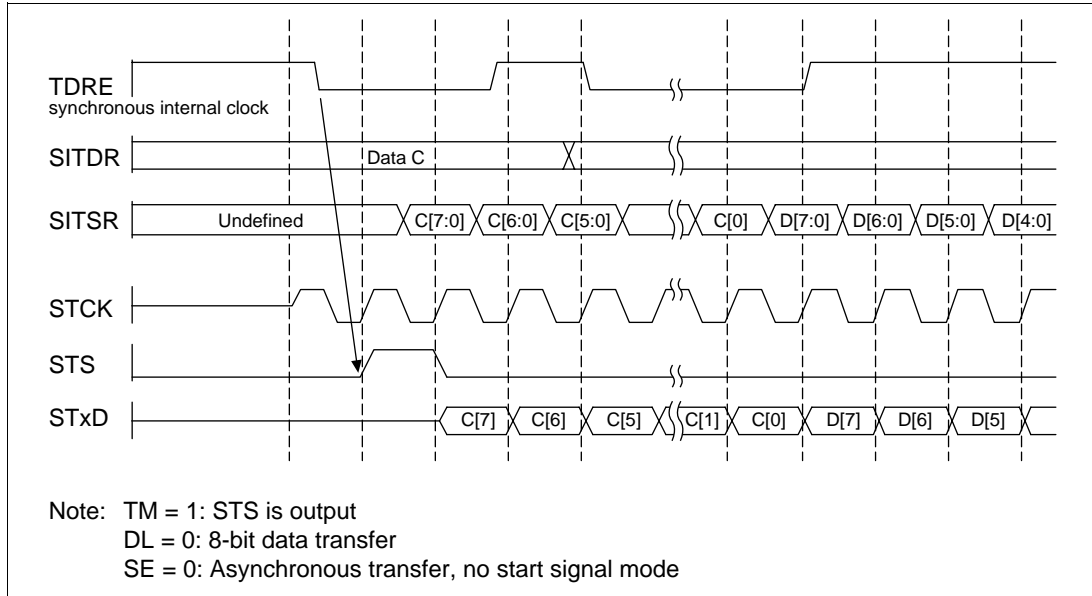 TDRE
synchronous internal clock
SITDR
Data C
SITSR
Undefined C[7:0] C[6:0] C[5:0] C[0] D[7:0] D[6:0] D[5:0] D[4:0]
STCK
STS
STxD
C[7] C[6] C[5] C[1] C[0] D[7] D[6] D[5]
Note: TM = 1: STS is output
DL = 0: 8-bit data transfer
SE = 0: Asynchronous transfer, no start signal mode